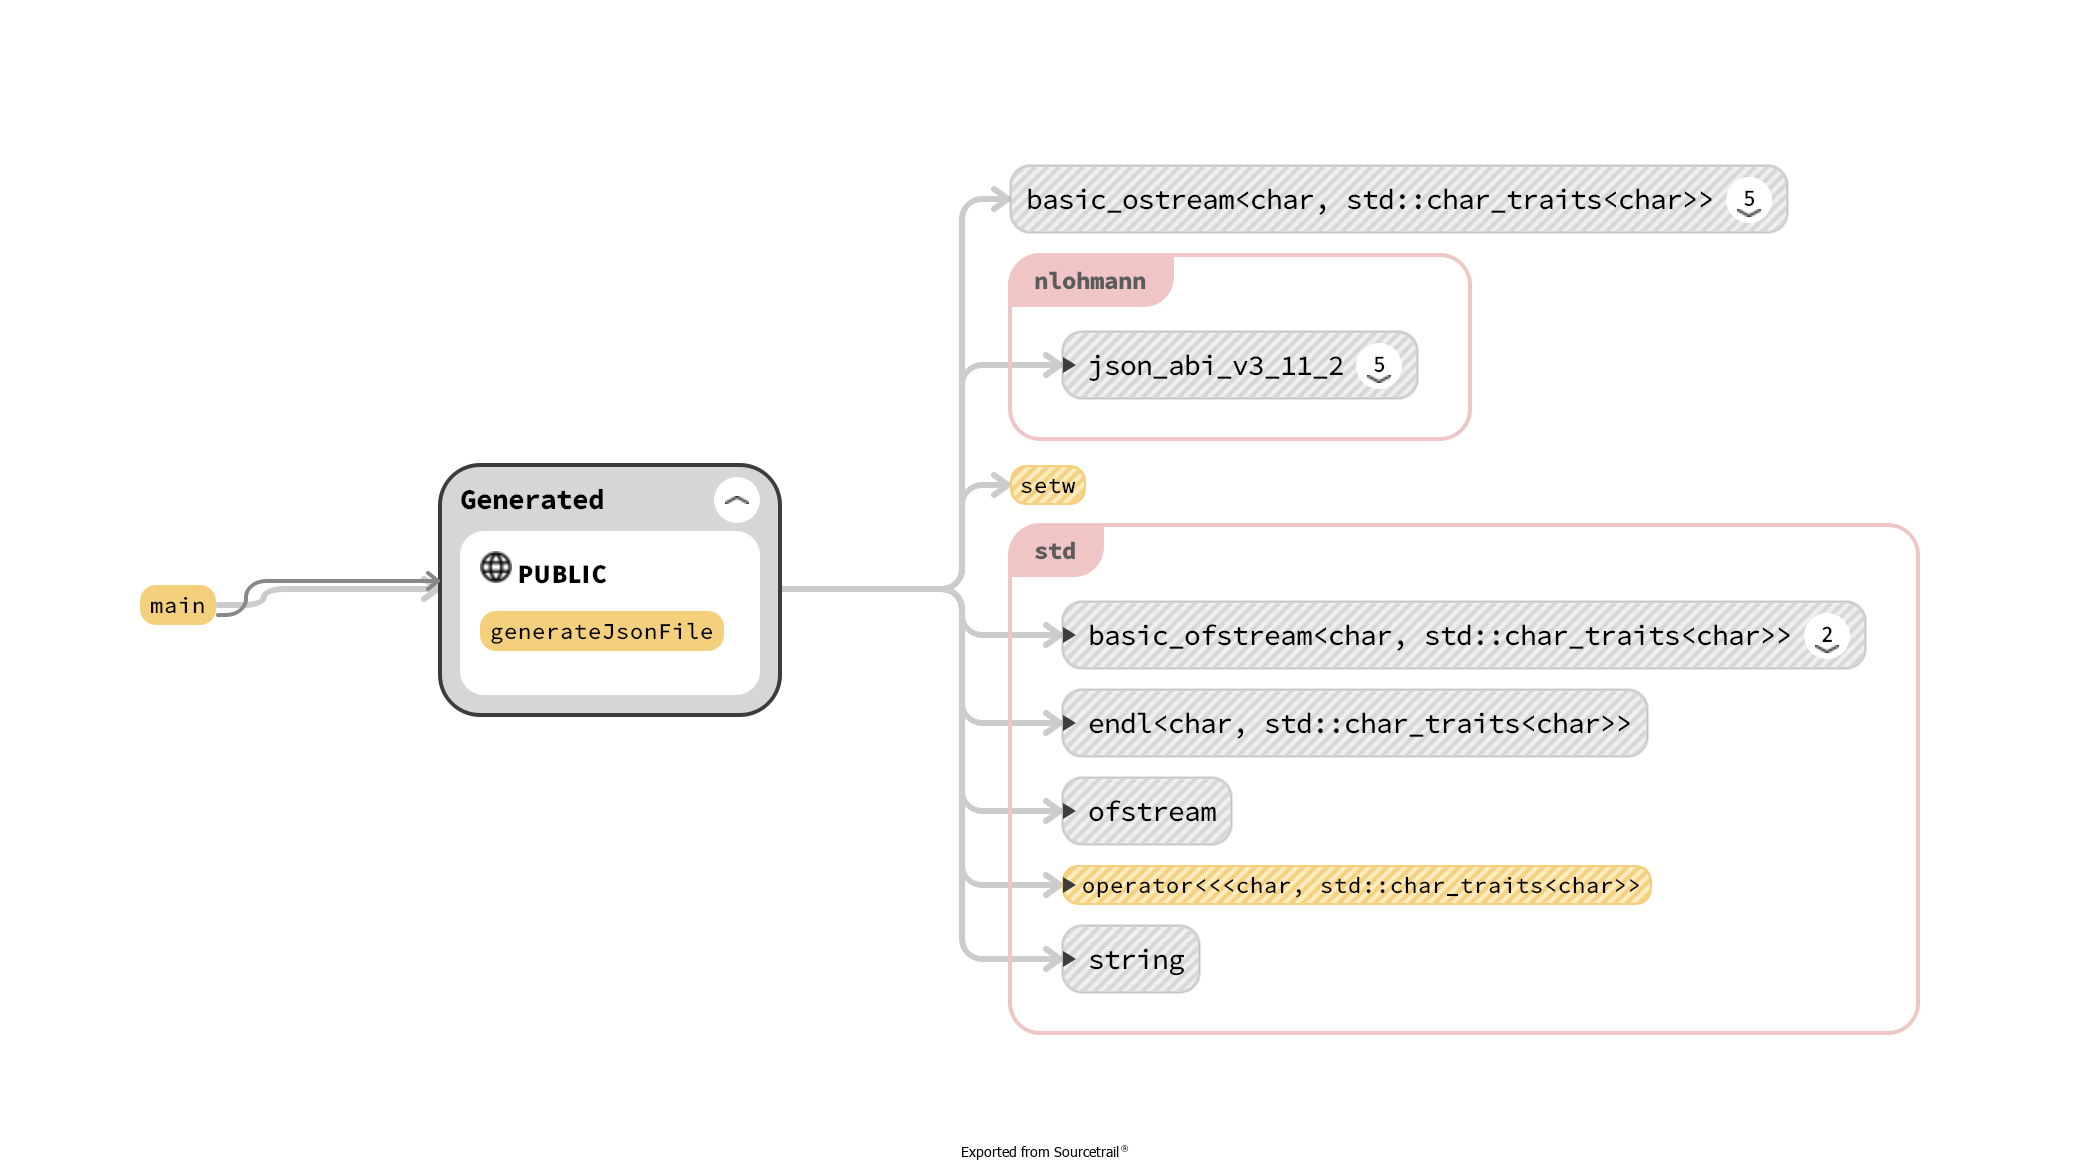 main
Generated
PUBLIC
generateJsonFile
basic_ostream<char, std::char_traits<char>> 5
nlohmann
json_abi_v3_11_2 5
setw
std
basic_ofstream<char, std::char_traits<char>> 2
endl<char, std::char_traits<char>>
ofstream
operator<<<char, std::char_traits<char>>
string
Exported from Sourcetrail®